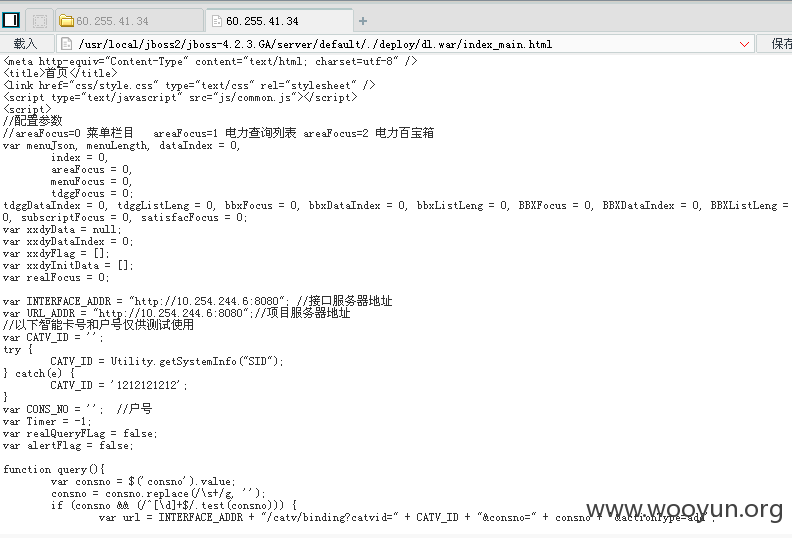 60.255.41.34
60.255.41.34
载入
/usr/local/jboss2/jboss-4.2.3.GA/server/default/./deploy/dl.war/index_main.html
保存
<meta http-equiv="Content-Type" content="text/html; charset=utf-8" />
<title>首页</title>
<link href="css/style.css" type="text/css" rel="stylesheet" />
<script type="text/javascript" src="js/common.js"></script>
<script>
//配置参数
//areaFocus=0 菜单栏目   areaFocus=1 电力查询列表 areaFocus=2 电力百宝箱
var menuJson, menuLength, dataIndex = 0,
index = 0,
areaFocus = 0,
menuFocus = 0,
tdggFocus = 0;
tdggDataIndex = 0, tdggListLeng = 0, bbxFocus = 0, bbxDataIndex = 0, bbxListLeng = 0, BBXFocus = 0, BBXDataIndex = 0, BBXListLeng =
0, subscriptFocus = 0, satisfacFocus = 0;
var xxdyData = null;
var xxdyDataIndex = 0;
var xxdyFlag = [];
var xxdyInitData = [];
var realFocus = 0;
var INTERFACE_ADDR = "http://10.254.244.6:8080"; //接口服务器地址
var URL_ADDR = "http://10.254.244.6:8080";//项目服务器地址
//以下智能卡号和户号仅供测试使用
var CATV_ID = '';
try {
CATV_ID = Utility.getSystemInfo("SID");
} catch(e) {
CATV_ID = '1212121212';
}
var CONS_NO = '';  //户号
var Timer = -1;
var realQueryFLag = false;
var alertFlag = false;
function query(){
var consno = $('consno').value;
consno = consno.replace(/\s+/g, '');
if (consno && (/^[\d]+$/.test(consno))) {
var url = INTERFACE_ADDR + "/catv/binding?catvid=" + CATV_ID + "&consno=" + consno + "&actionType=add";
www.wooyun.org